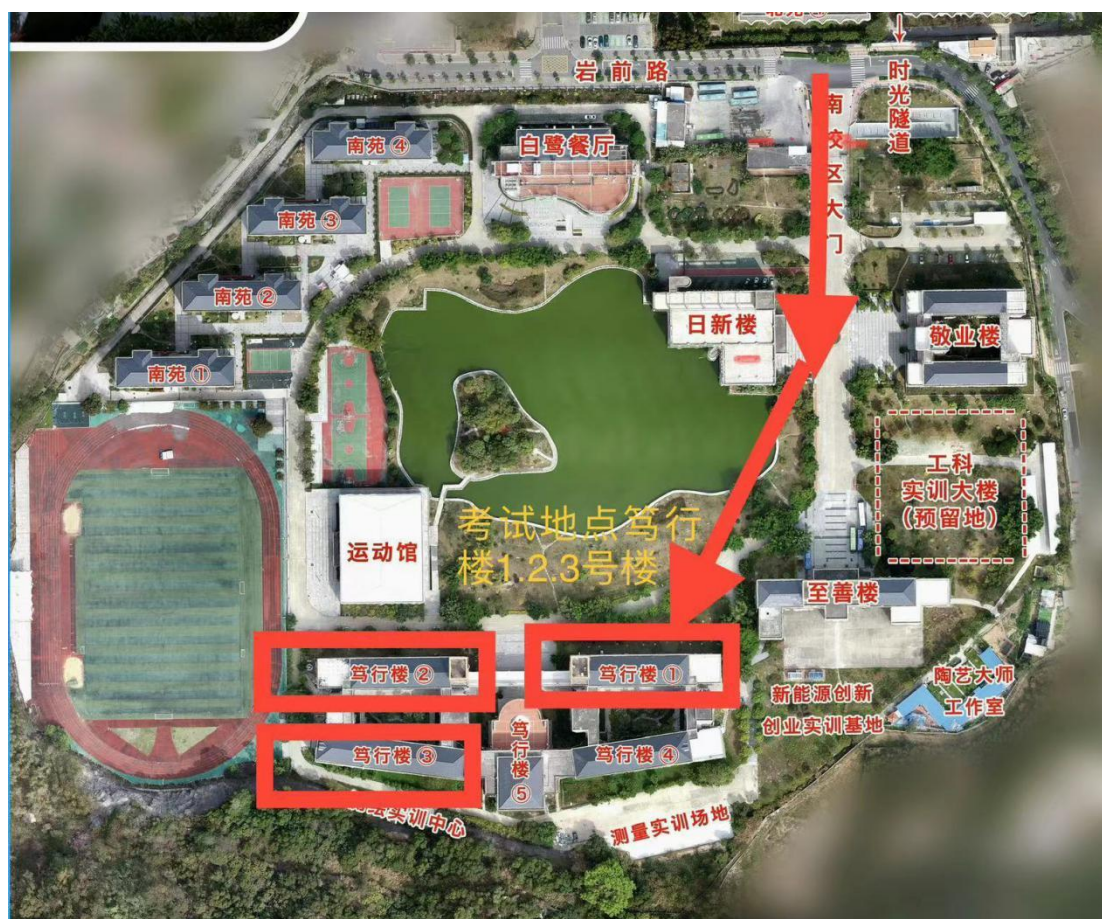 岩前路
时光隧道
南校区大门
南苑④
白鹭餐厅
南苑③
南苑②
日新楼
敬业楼
南苑①
工科
实训大楼
(预留地)
考试地点笃行
楼1.2.3号楼
运动馆
至善楼
笃行楼②
笃行楼①
陶艺大师
工作室
新能源创新
创业实训基地
笃行楼③
笃行楼⑤
笃行楼④
实训中心
测量实训场地